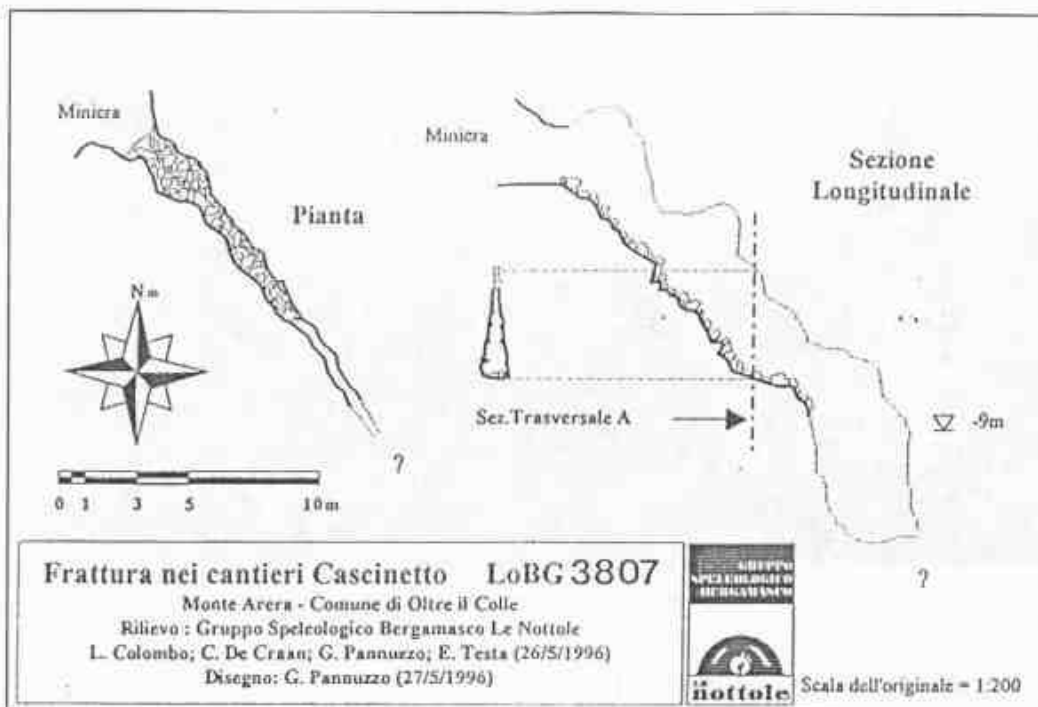 Miniera
Pianta
N m
?
0 1 3 5 10m
Miniera
Sezione
Longitudinale
Sez.Trasversale A
-9m
?
Frattura nei cantieri Cascinetto LoBG 3807
Monte Arera - Comune di Oltre il Colle
Rilievo : Gruppo Speleologico Bergamasco Le Nottole
L. Colombo; C. De Craan; G. Pannuzzo; E. Testa (26/5/1996)
Disegno: G. Pannuzzo (27/5/1996)
GRUPPO
SPELEOLOGICO
BERGAMASCO
LE
nottole
Scala dell'originale = 1:200